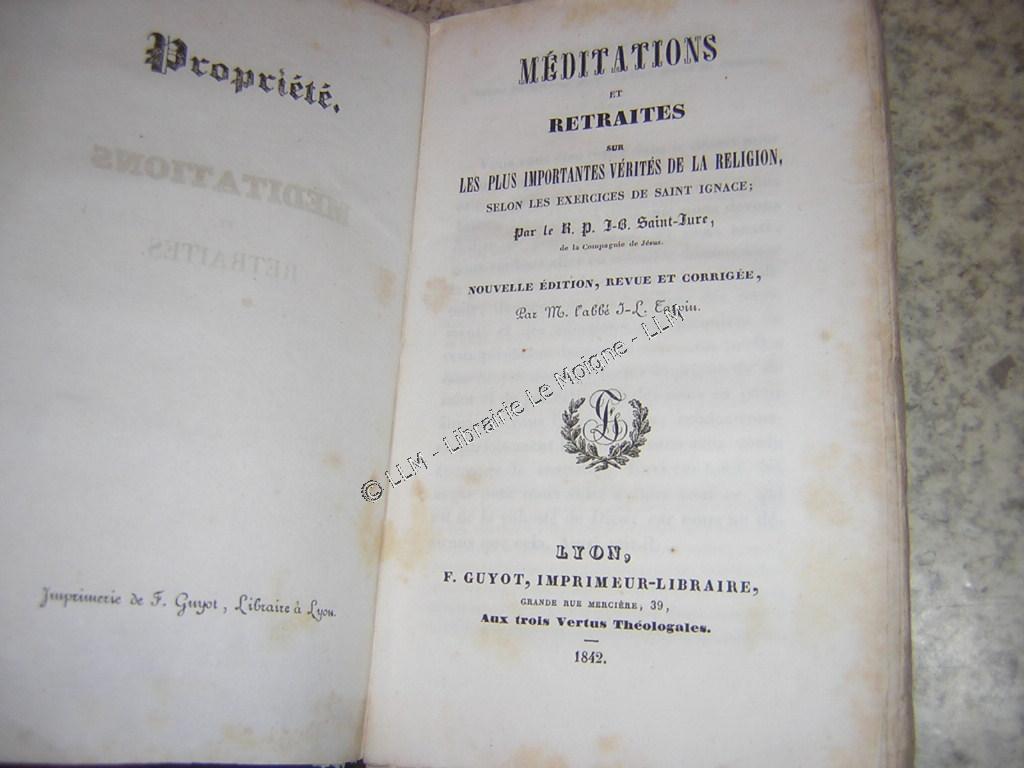 Propriété.
Imprimerie de F. Guyot, Libraire à Lyon.
MÉDITATIONS
ET
RETRAITES
SUR
LES PLUS IMPORTANTES VÉRITÉS DE LA RELIGION,
SELON LES EXERCICES DE SAINT IGNACE;
Par le R. P. J-B. Saint-Jure,
de la Compagnie de Jésus.
NOUVELLE ÉDITION, REVUE ET CORRIGÉE,
Par M. l'abbé J-L.
© LLM - Librairie Le Moigne - LLM
LYON,
F. GUYOT, IMPRIMEUR-LIBRAIRE,
GRANDE RUE MERCIÈRE, 39,
Aux trois Vertus Théologales.
1842.